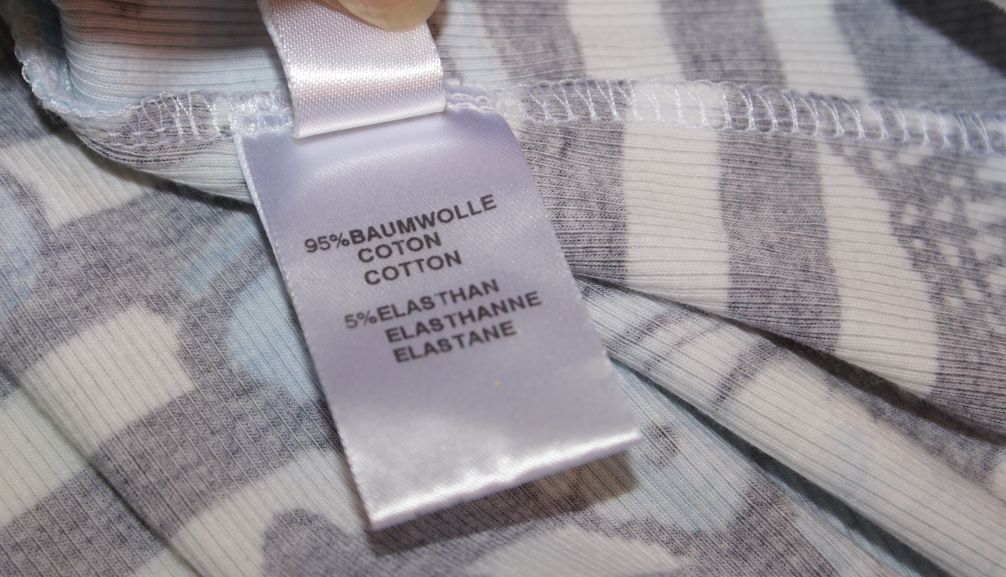 95%BAUMWOLLE
COTON
COTTON
5%ELASTHAN
ELASTHANNE
ELASTANE